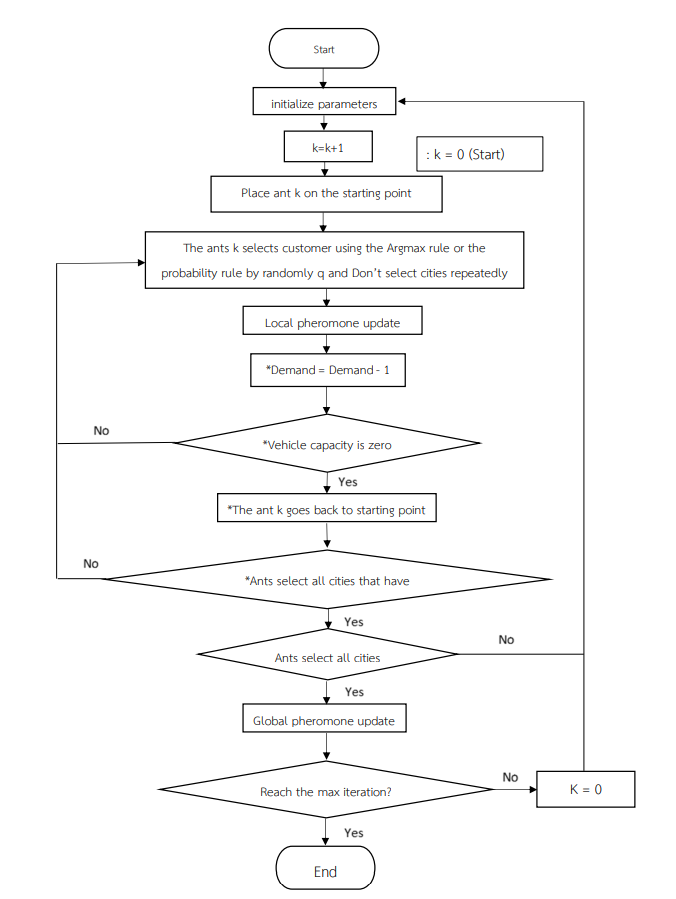 Start
initialize parameters
k=k+1
: k = 0 (Start)
Place ant k on the starting point
The ants k selects customer using the Argmax rule or the
probability rule by randomly q and Don't select cities repeatedly
Local pheromone update
*Demand = Demand - 1
No
*Vehicle capacity is zero
Yes
*The ant k goes back to starting point
No
*Ants select all cities that have
Yes
No
Ants select all cities
Yes
Global pheromone update
Reach the max iteration?
No
K = 0
Yes
End